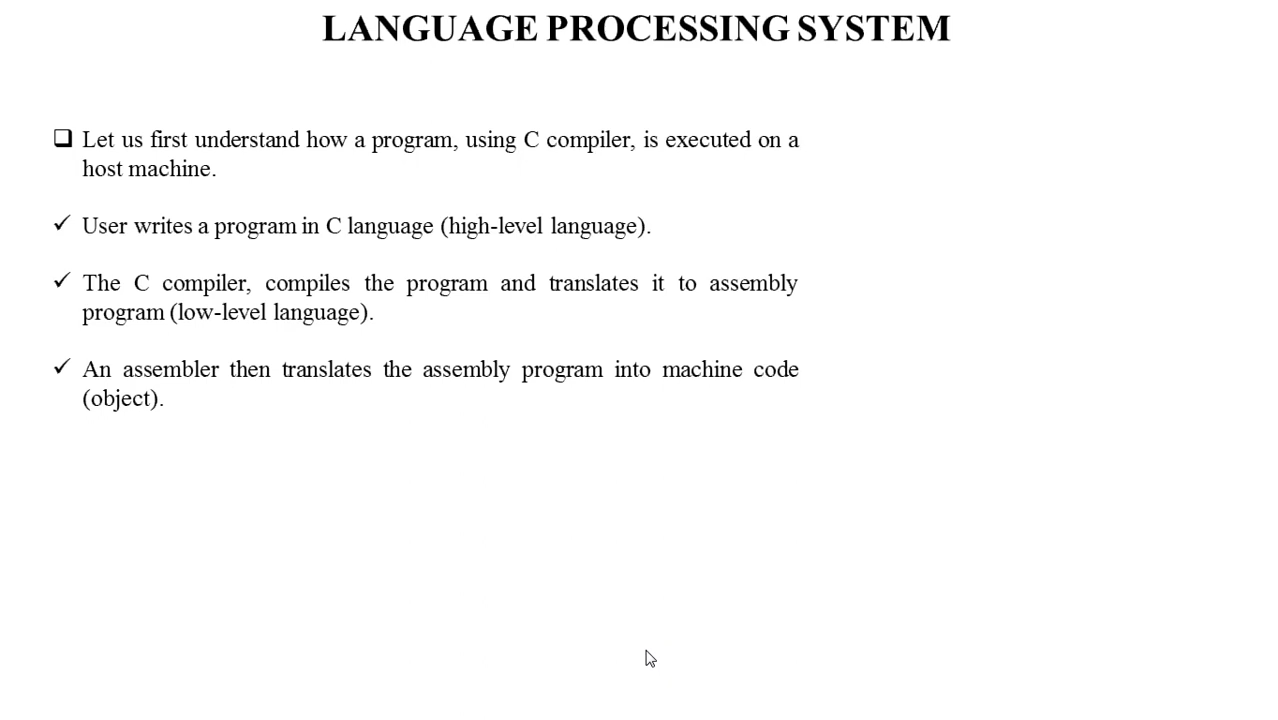 LANGUAGE PROCESSING SYSTEM
❑ Let us first understand how a program, using C compiler, is executed on a
host machine.
✓ User writes a program in C language (high-level language).
✓ The C compiler, compiles the program and translates it to assembly
program (low-level language).
✓ An assembler then translates the assembly program into machine code
(object).